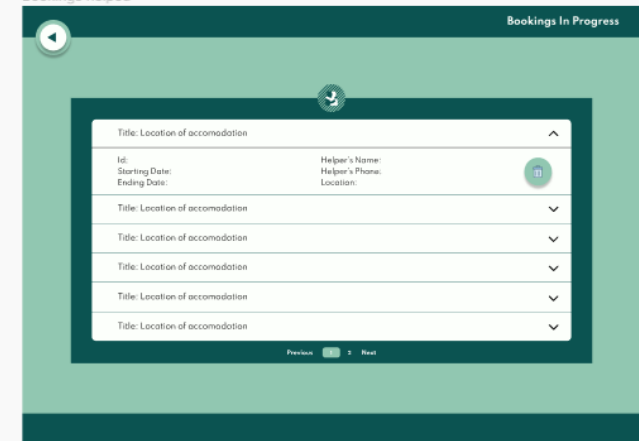 Bookings Helped
Bookings In Progress
Title: Location of accomodation
Id:
Starting Date:
Ending Date:
Helper's Name:
Helper's Phone:
Location:
Title: Location of accomodation
Title: Location of accomodation
Title: Location of accomodation
Title: Location of accomodation
Title: Location of accomodation
Previous 1 2 Next